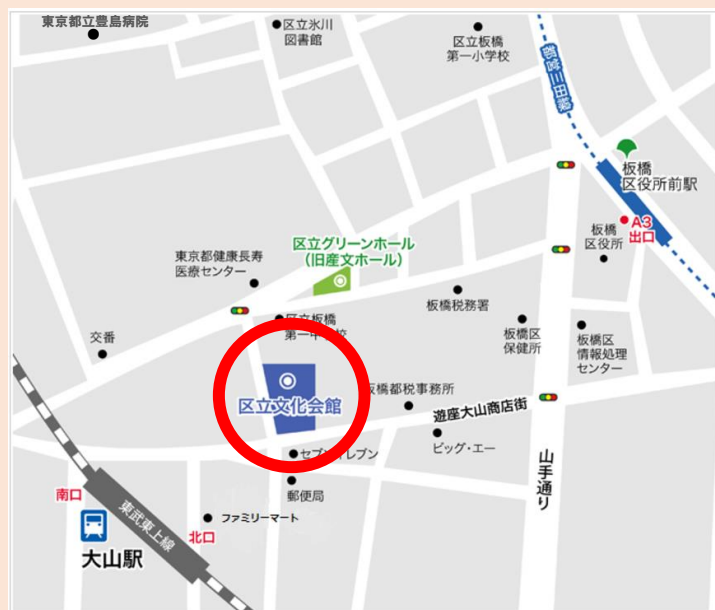 東京都立豊島病院
区立氷川
図書館
区立板橋
第一小学校
都営三田線
板橋
区役所前駅
A3
出口
板橋
区役所
区立グリーンホール
(旧産文ホール)
東京都健康長寿
医療センター
板橋税務署
区立板橋
第一中学校
交番
板橋区
保健所
板橋区
情報処理
センター
区立文化会館
板橋都税事務所
遊座大山商店街
ビッグ・エー
セブンイレブン
山手通り
郵便局
南口
東武東上線
ファミリーマート
北口
大山駅